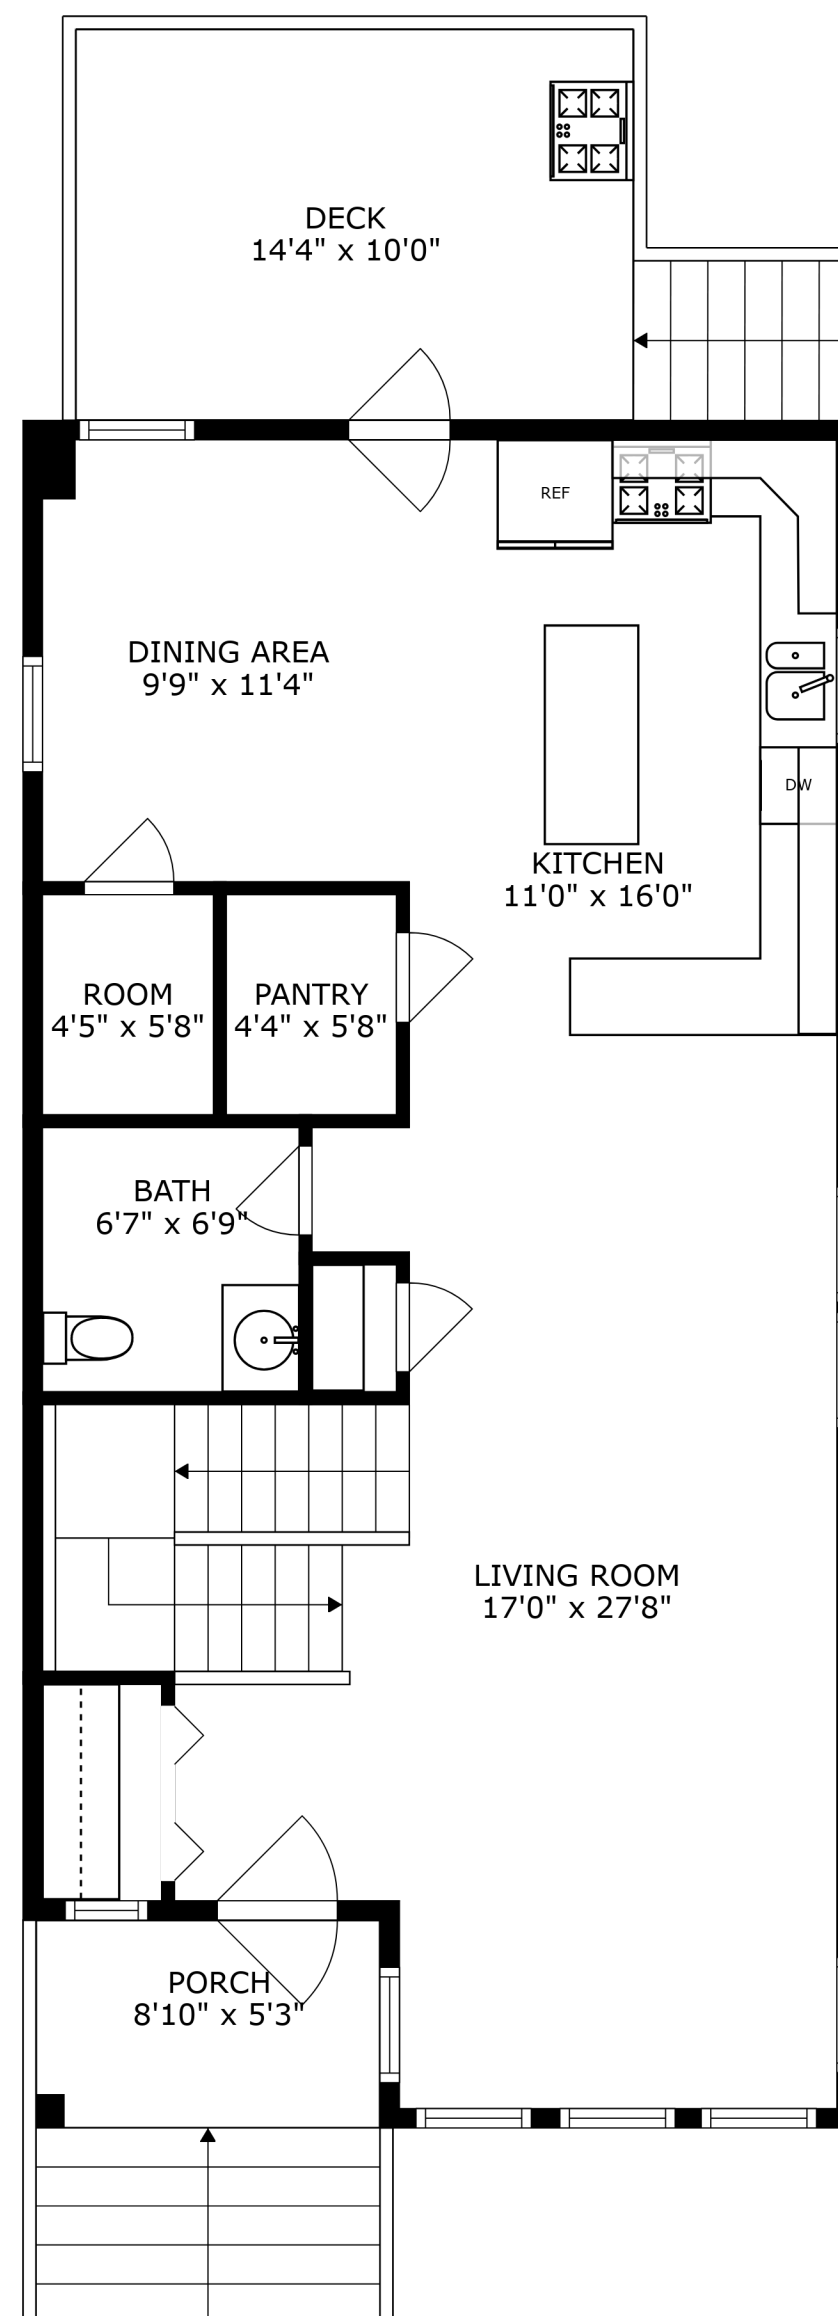 DECK
14'4" x 10'0"
REF
DINING AREA
9'9" x 11'4"
DW
KITCHEN
11'0" x 16'0"
ROOM
4'5" x 5'8"
PANTRY
4'4" x 5'8"
BATH
6'7" x 6'9"
LIVING ROOM
17'0" x 27'8"
PORCH
8'10" x 5'3"